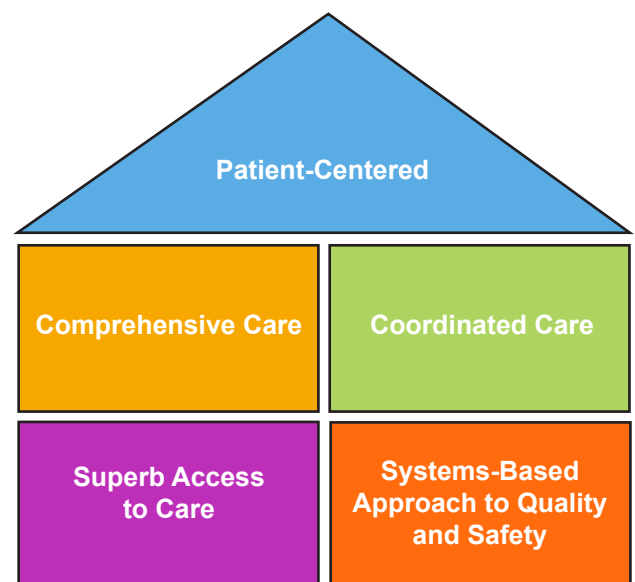 Patient-Centered
Comprehensive Care
Coordinated Care
Superb Access
to Care
Systems-Based
Approach to Quality
and Safety